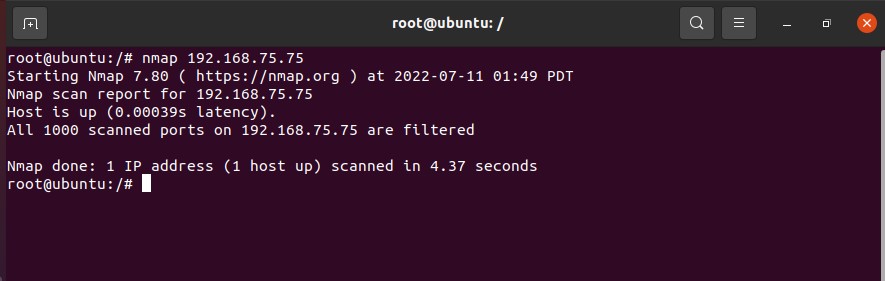 root@ubuntu: /
root@ubuntu:/# nmap 192.168.75.75
Starting Nmap 7.80 ( https://nmap.org ) at 2022-07-11 01:49 PDT
Nmap scan report for 192.168.75.75
Host is up (0.00039s latency).
All 1000 scanned ports on 192.168.75.75 are filtered
Nmap done: 1 IP address (1 host up) scanned in 4.37 seconds
root@ubuntu:/#